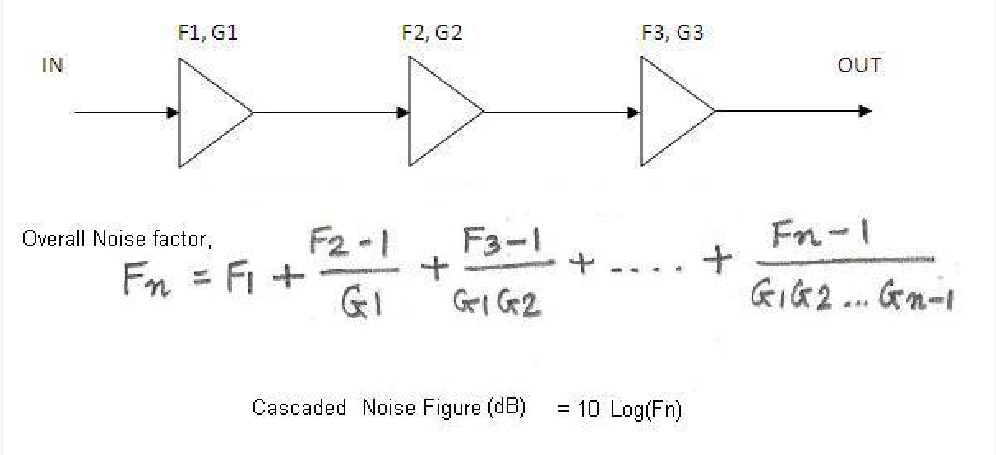 F1, G1 F2, G2 F3, G3
IN OUT
Overall Noise factor,
Fn = F1 + F2-1/G1 + F3-1/G1G2 + .... + Fn-1/G1G2...Gn-1
Cascaded Noise Figure (dB) = 10 Log(Fn)